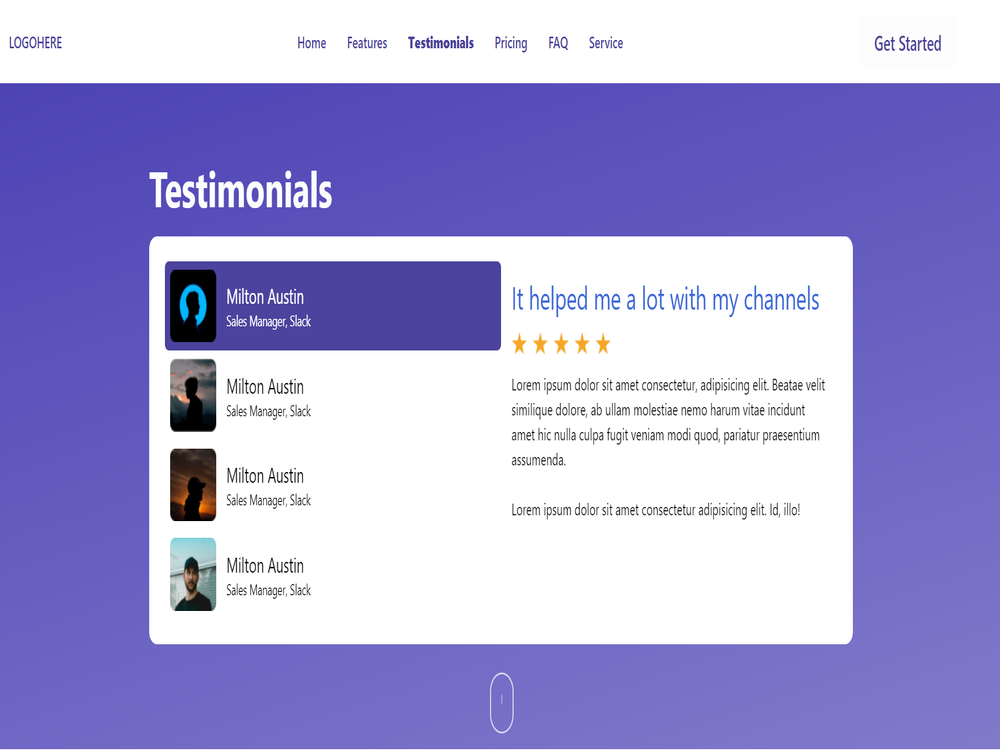 LOGOHERE
Home Features Testimonials Pricing FAQ Service
Get Started
Testimonials
Milton Austin
Sales Manager, Slack
Milton Austin
Sales Manager, Slack
Milton Austin
Sales Manager, Slack
Milton Austin
Sales Manager, Slack
It helped me a lot with my channels
Lorem ipsum dolor sit amet consectetur, adipisicing elit. Beatae velit
similique dolore, ab ullam molestiae nemo harum vitae incidunt
amet hic nulla culpa fugit veniam modi quod, pariatur praesentium
assumenda.
Lorem ipsum dolor sit amet consectetur adipisicing elit. Id, illo!